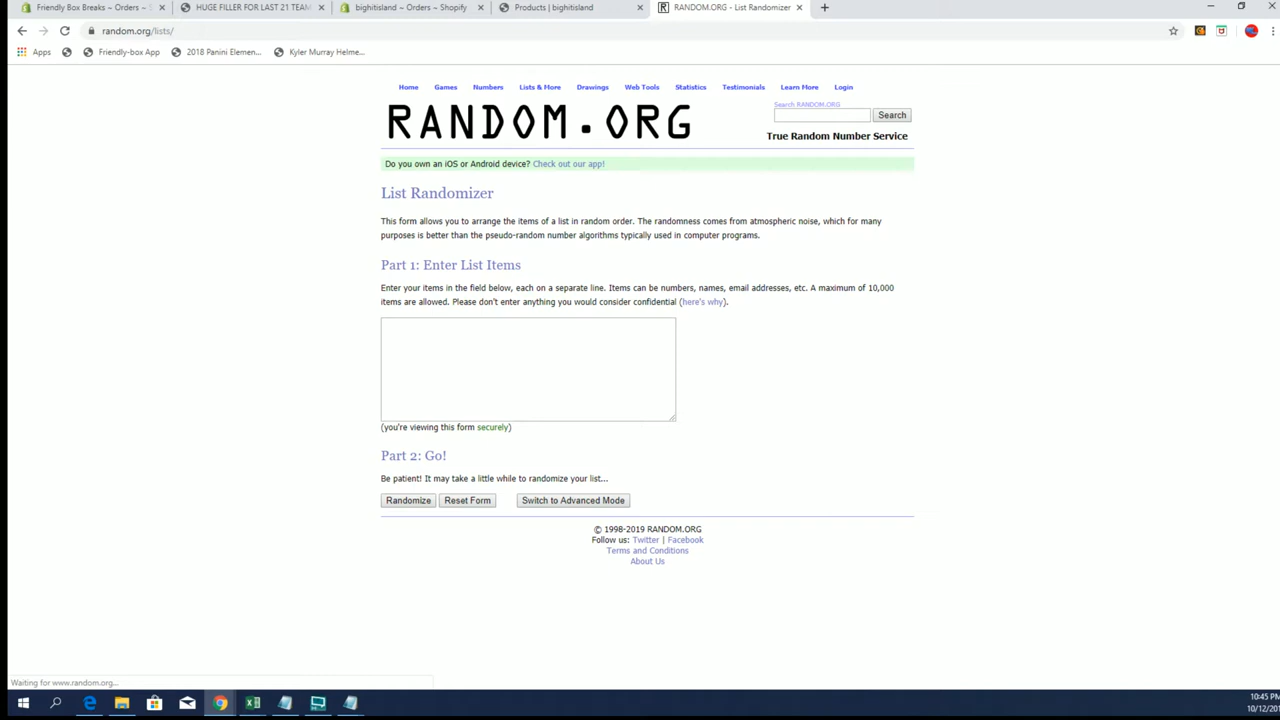 Friendly Box Breaks ~ Orders ~ S
HUGE FILLER FOR LAST 21 TEAM
bighitisland ~ Orders ~ Shopify
Products | bighitisland
RANDOM.ORG - List Randomizer
random.org/lists/
Apps
Friendly-box App
2018 Panini Elemen...
Kyler Murray Helme...
Home Games Numbers Lists & More Drawings Web Tools Statistics Testimonials Learn More Login
RANDOM.ORG
Search RANDOM.ORG
Search
True Random Number Service
Do you own an iOS or Android device? Check out our app!
List Randomizer
This form allows you to arrange the items of a list in random order. The randomness comes from atmospheric noise, which for many
purposes is better than the pseudo-random number algorithms typically used in computer programs.
Part 1: Enter List Items
Enter your items in the field below, each on a separate line. Items can be numbers, names, email addresses, etc. A maximum of 10,000
items are allowed. Please don't enter anything you would consider confidential (here's why).
(you're viewing this form securely)
Part 2: Go!
Be patient! It may take a little while to randomize your list...
Randomize Reset Form Switch to Advanced Mode
© 1998-2019 RANDOM.ORG
Follow us: Twitter | Facebook
Terms and Conditions
About Us
Waiting for www.random.org...
10:45 PM
10/12/201